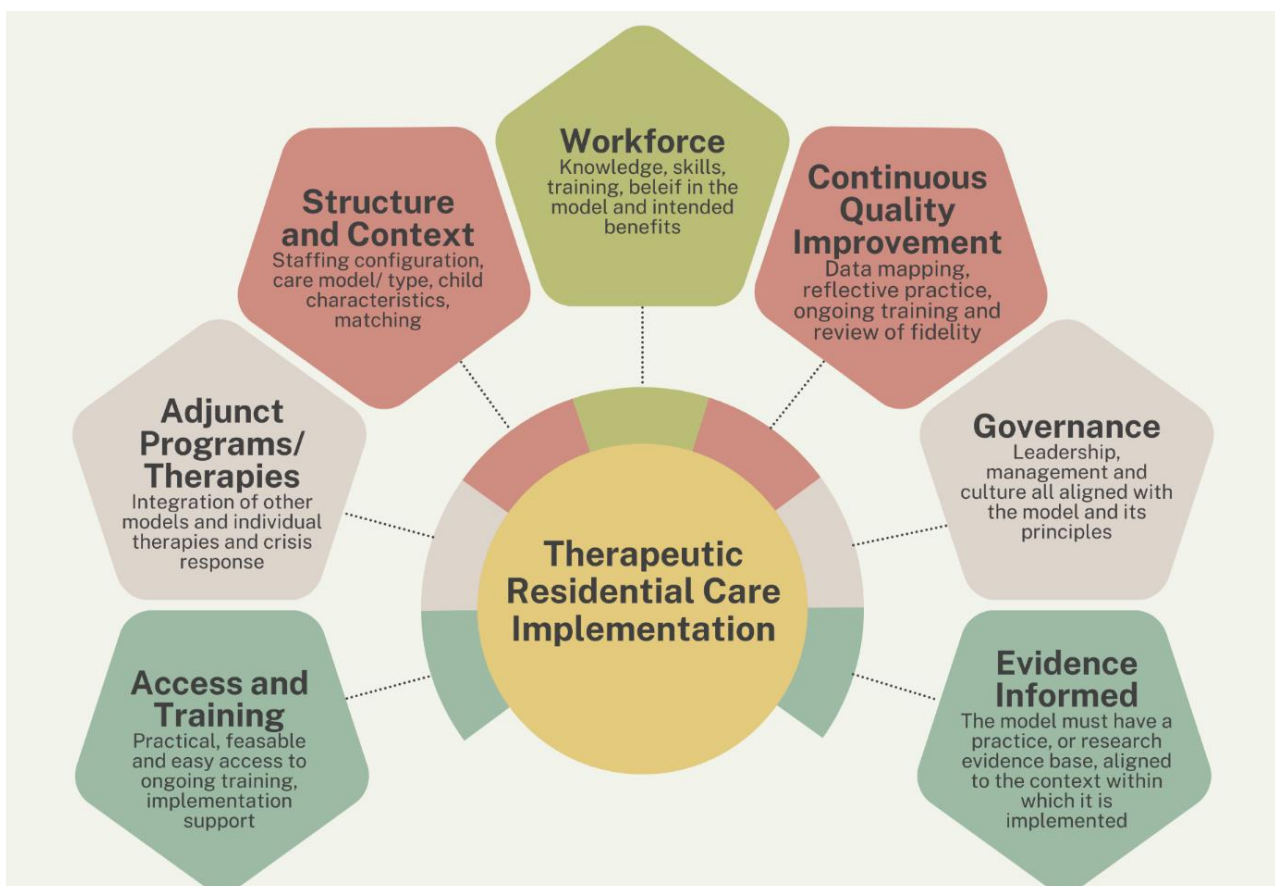 Workforce
Knowledge, skills,
training, beleif in the
model and intended
benefits
Structure
and Context
Staffing configuration,
care model/ type, child
characteristics,
matching
Continuous
Quality
Improvement
Data mapping,
reflective practice,
ongoing training and
review of fidelity
Adjunct
Programs/
Therapies
Integration of other
models and individual
therapies and crisis
response
Governance
Leadership,
management and
culture all aligned with
the model and its
principles
Therapeutic
Residential Care
Implementation
Access and
Training
Practical, feasable
and easy access to
ongoing training,
implementation
support
Evidence
Informed
The model must have a
practice, or research
evidence base, aligned
to the context within
which it is
implemented